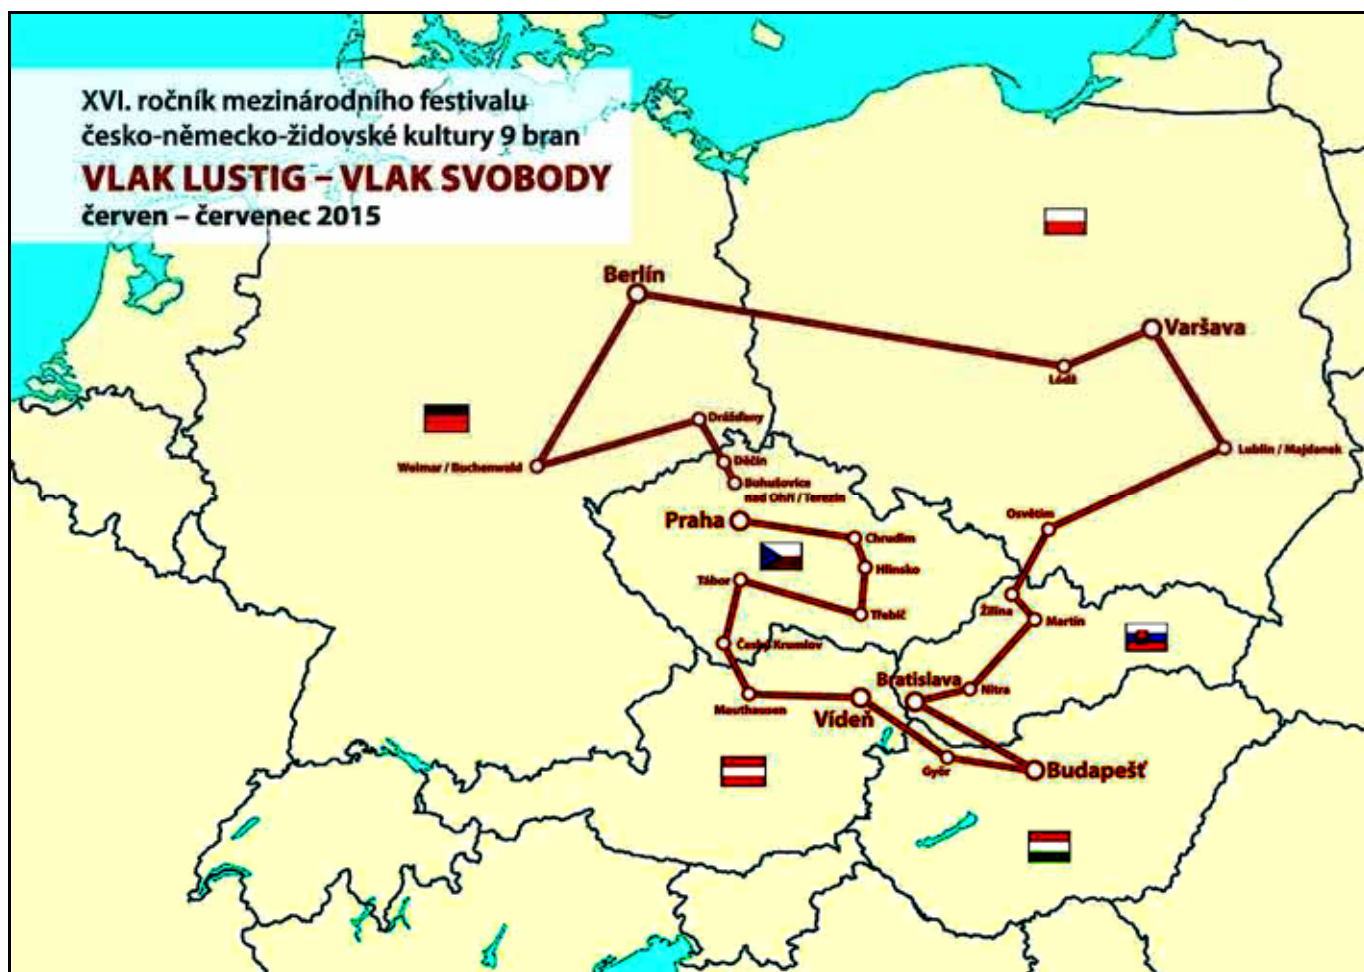 XVI. ročník mezinárodního festivalu
česko-německo-židovské kultury 9 bran
VLAK LUSTIG – VLAK SVOBODY
červen – červenec 2015
Berlín
Varšava
Lódž
Drážďany
Weimar / Buchenwald
Děčín
Lublin / Majdanek
Bohušovice
nad Ohří / Terezín
Osvětim
Praha
Chrudim
Hlinsko
Tábor
Třebíč
Žilina
Martin
Český Krumlov
Bratislava
Nitra
Mauthausen
Vídeň
Győr
Budapešť